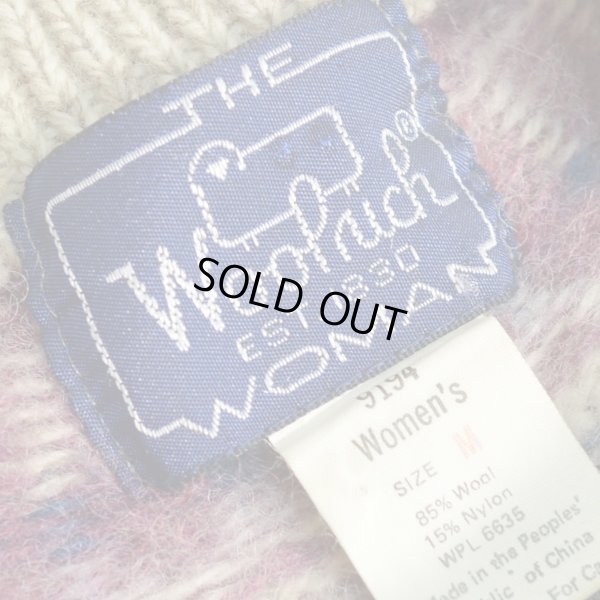 THE
Woolrich®
EST. 1830
WOMAN
SOLD OUT
9194
Women's
SIZE M
85% Wool
15% Nylon
WPL 6635
Made in the Peoples'
of China
For